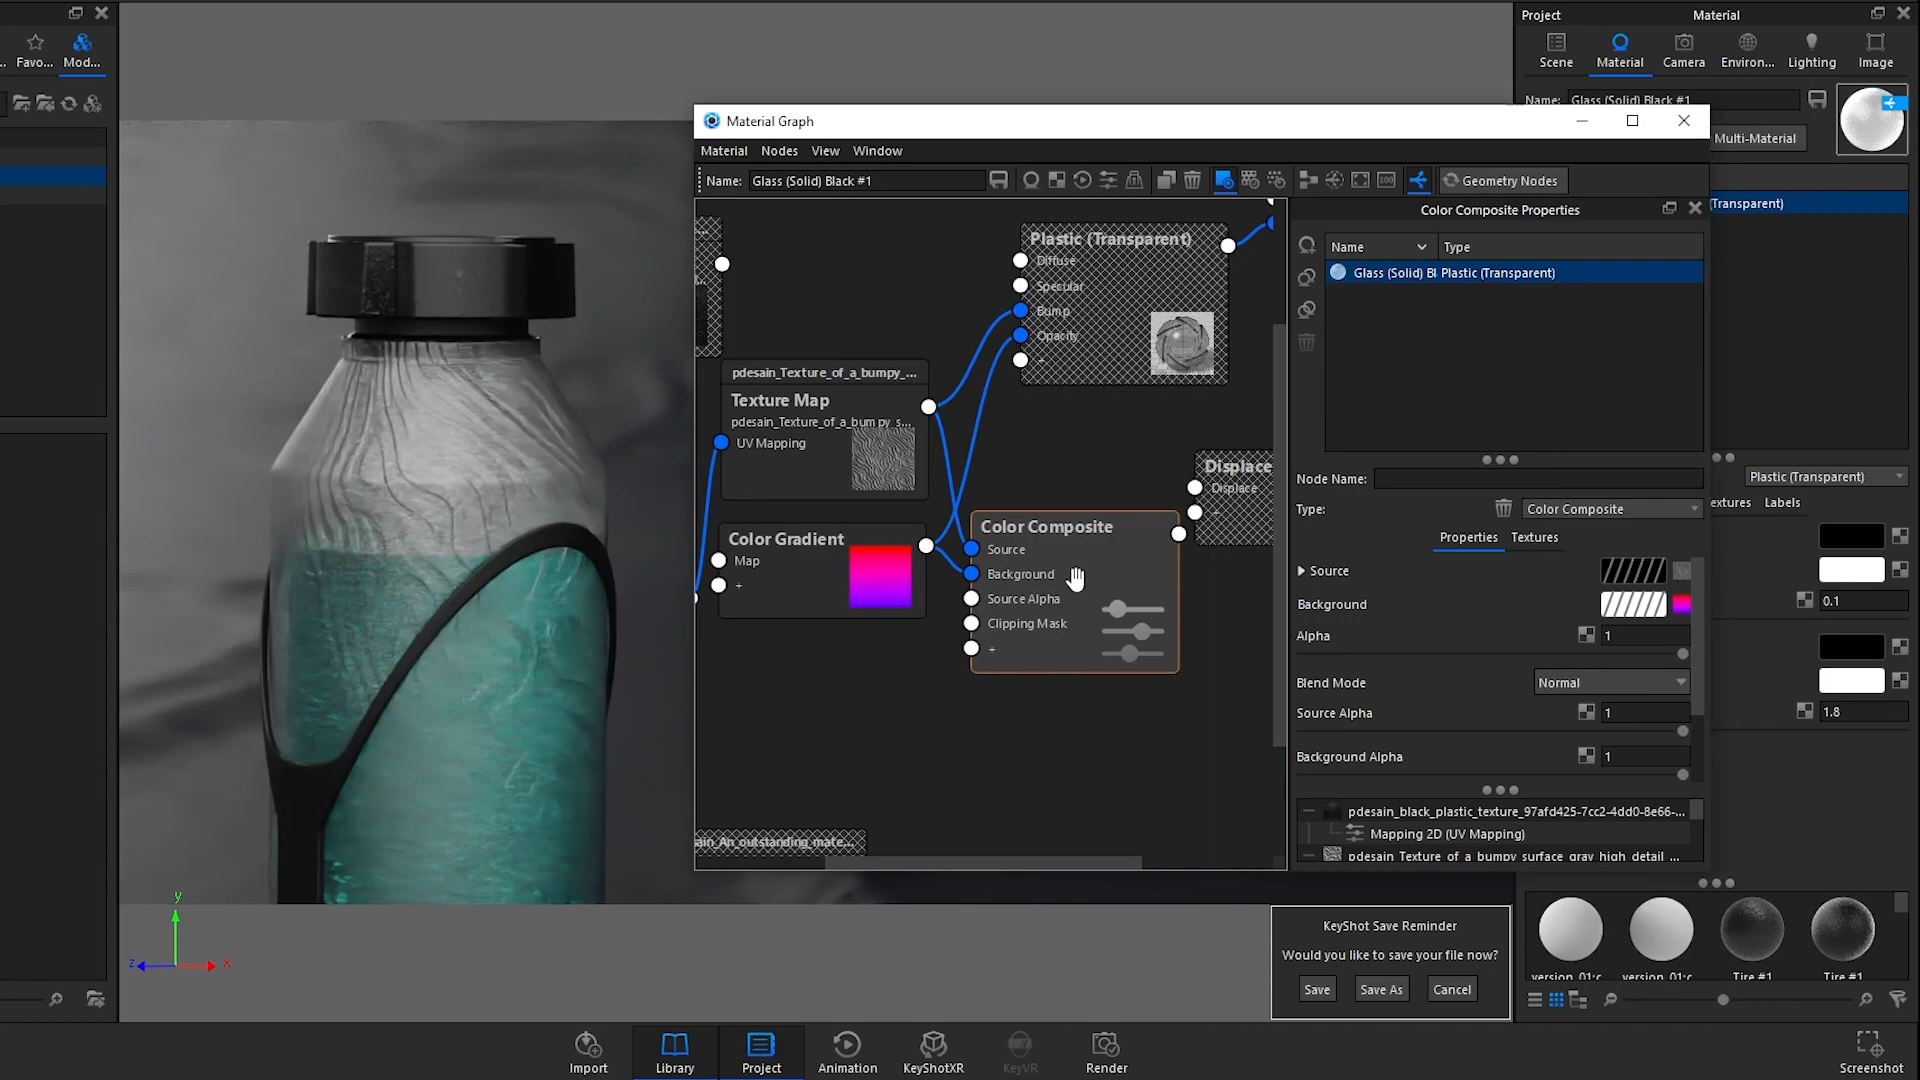 Favo...
Mod...
Project
Material
Scene
Material
Camera
Environ...
Lighting
Image
Name: Glass (Solid) Black #1
Multi-Material
(Transparent)
Material Graph
Material Nodes View Window
Name: Glass (Solid) Black #1
100
Geometry Nodes
Plastic (Transparent)
Diffuse
Specular
Bump
Opacity
+
pdesain_Texture_of_a_bumpy_...
Texture Map
pdesain_Texture_of_a_bumpy_s...
UV Mapping
Color Gradient
Map
+
Color Composite
Source
Background
Source Alpha
Clipping Mask
+
Displace
Displace
+
ain_An_outstanding_mate...
Color Composite Properties
Name Type
Glass (Solid) Bl Plastic (Transparent)
Node Name:
Type: Color Composite
Properties Textures
Source
Background
Alpha 1
Blend Mode Normal
Source Alpha 1
Background Alpha 1
pdesain_black_plastic_texture_97afd425-7cc2-4dd0-8e66-...
Mapping 2D (UV Mapping)
pdesain_Texture_of_a_bumpy_surface_gray_high_detail_...
Plastic (Transparent)
extures Labels
0.1
1.8
version_01:c
version_01:c
Tire #1
Tire #1
KeyShot Save Reminder
Would you like to save your file now?
Save Save As Cancel
y
z
x
Import
Library
Project
Animation
KeyShotXR
KeyVR
Render
Screenshot